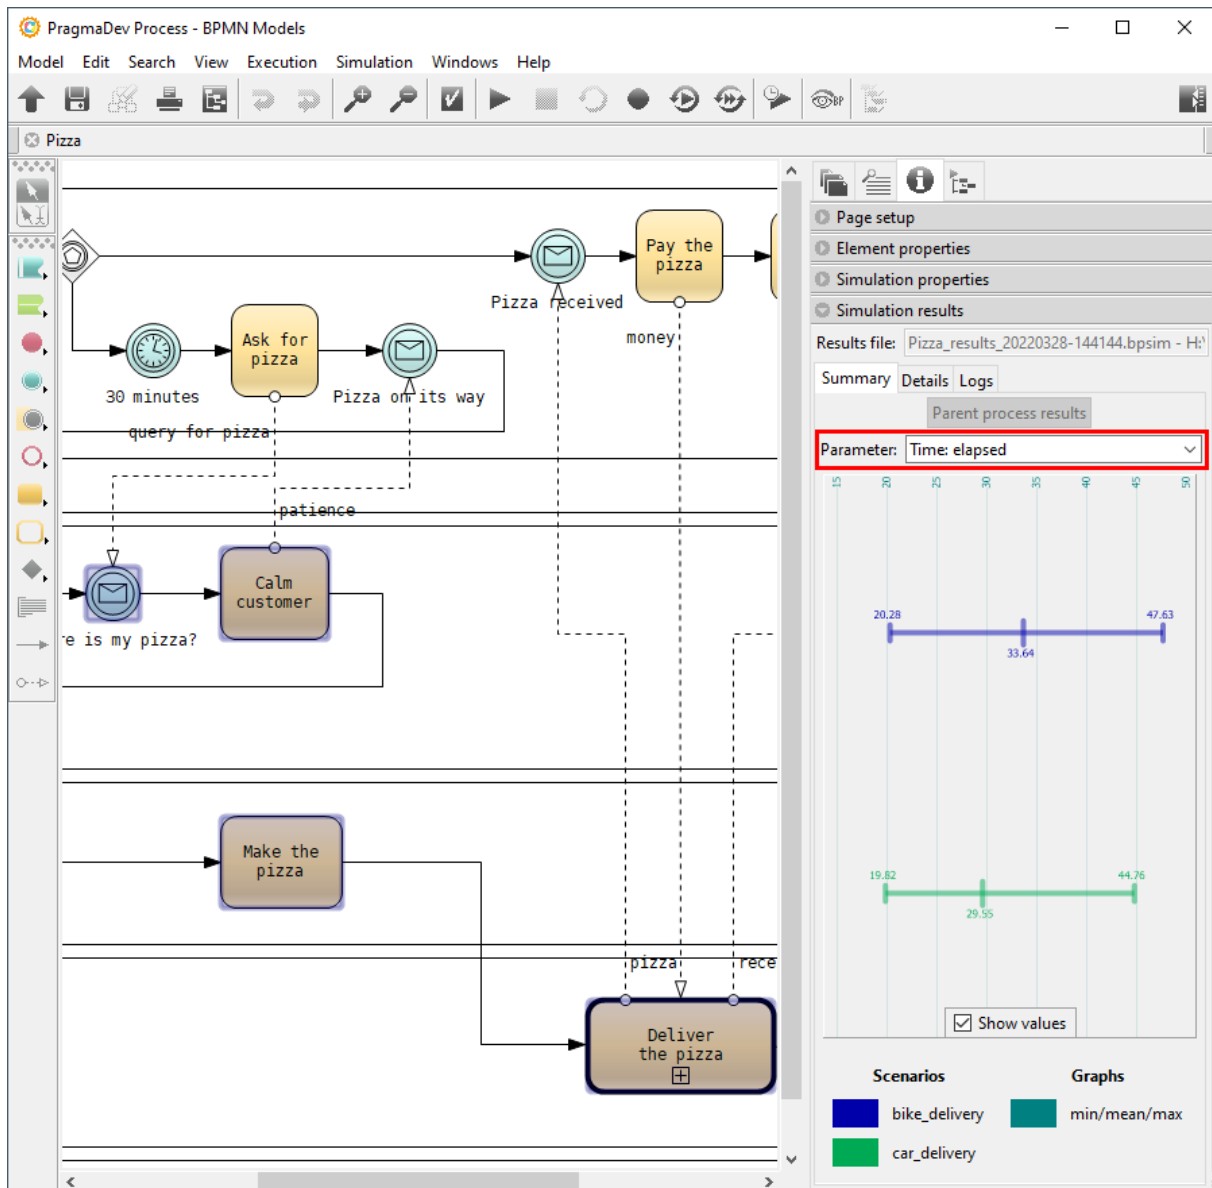 PragmaDev Process - BPMN Models
Model Edit Search View Execution Simulation Windows Help
BP
Pizza
Page setup
Element properties
Simulation properties
Simulation results
Results file: Pizza_results_20220328-144144.bpsim - H:\
Summary Details Logs
Parent process results
Parameter: Time: elapsed
15 20 25 30 35 40 45 50
20.28 47.63
33.64
19.82 44.76
29.55
Show values
Scenarios Graphs
bike_delivery min/mean/max
car_delivery
Pay the
pizza
Pizza received
money
Ask for
pizza
30 minutes
Pizza on its way
query for pizza
patience
Calm
customer
re is my pizza?
Make the
pizza
pizza
rece
Deliver
the pizza